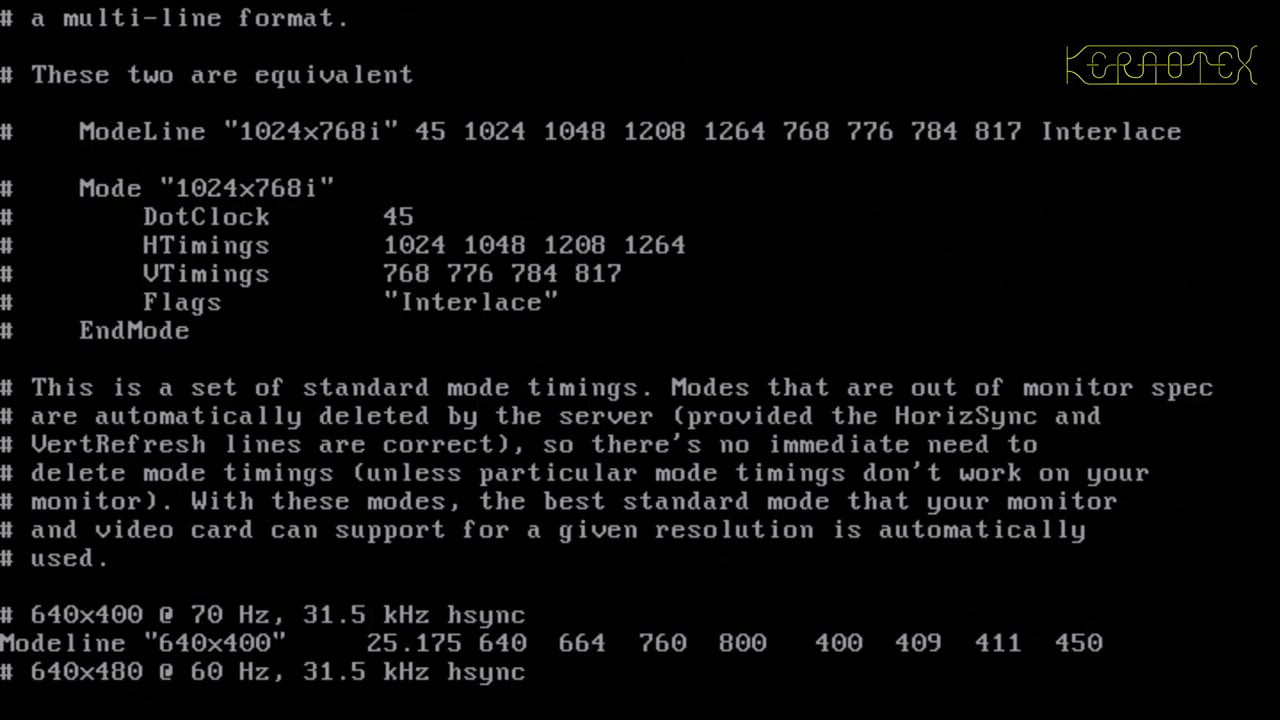 # a multi-line format.
KERAOTEX
# These two are equivalent
#    ModeLine "1024x768i" 45 1024 1048 1208 1264 768 776 784 817 Interlace
#    Mode "1024x768i"
#        DotClock       45
#        HTimings       1024 1048 1208 1264
#        VTimings       768 776 784 817
#        Flags          "Interlace"
#    EndMode
# This is a set of standard mode timings. Modes that are out of monitor spec
# are automatically deleted by the server (provided the HorizSync and
# VertRefresh lines are correct), so there's no immediate need to
# delete mode timings (unless particular mode timings don't work on your
# monitor). With these modes, the best standard mode that your monitor
# and video card can support for a given resolution is automatically
# used.
# 640x400 @ 70 Hz, 31.5 kHz hsync
Modeline "640x400"     25.175 640  664  760  800   400  409  411  450
# 640x480 @ 60 Hz, 31.5 kHz hsync